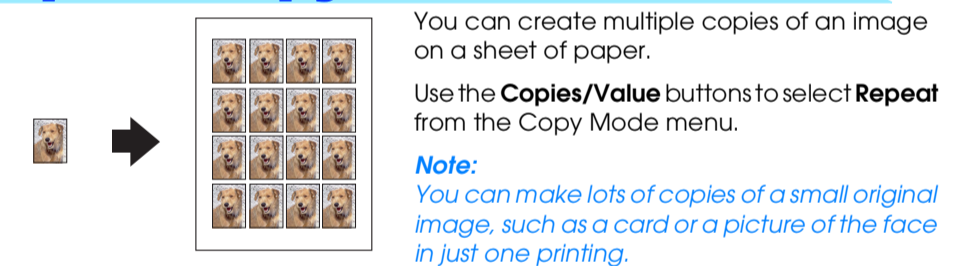 You can create multiple copies of an image
on a sheet of paper.
Use the Copies/Value buttons to select Repeat
from the Copy Mode menu.
Note:
You can make lots of copies of a small original
image, such as a card or a picture of the face
in just one printing.